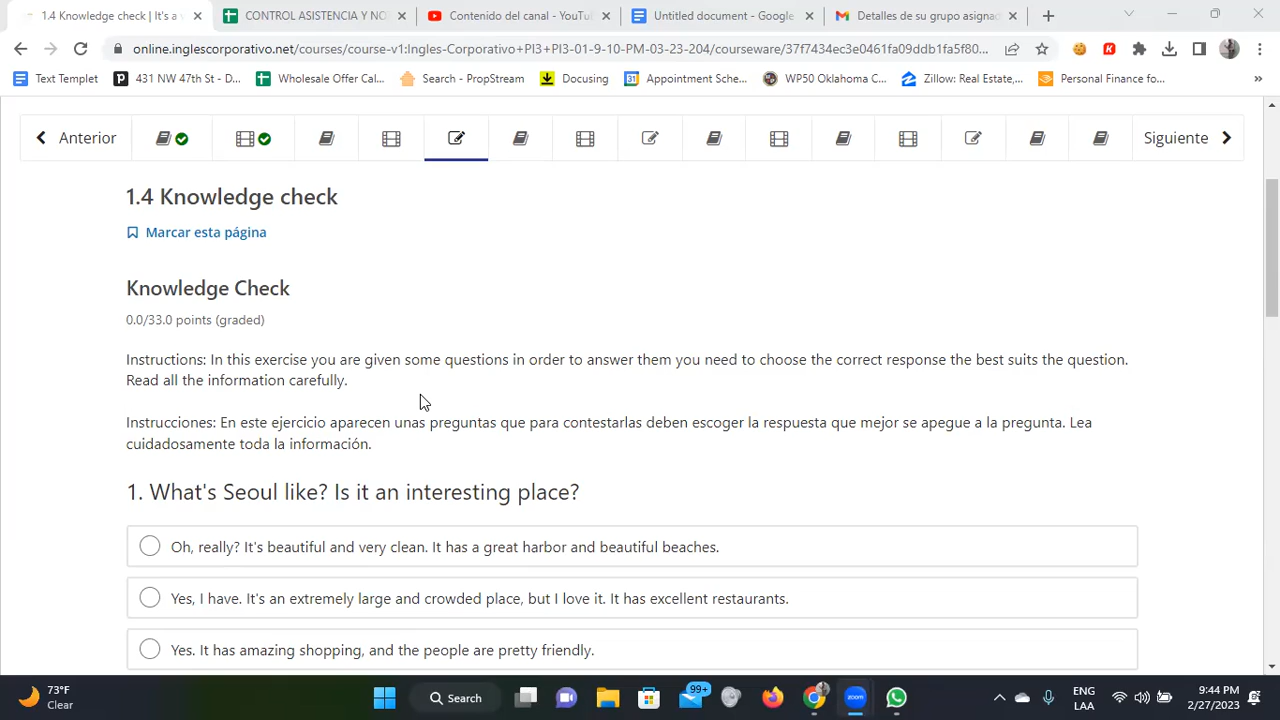 1.4 Knowledge check | It's a w
CONTROL ASISTENCIA Y NOT
Contenido del canal - YouTu
Untitled document - Google
Detalles de su grupo asignad
online.inglescorporativo.net/courses/course-v1:Ingles-Corporativo+PI3+PI3-01-9-10-PM-03-23-204/courseware/37f7434ec3e0461fa09ddb1fa5f80...
Text Templet
431 NW 47th St - D...
Wholesale Offer Cal...
Search - PropStream
Docusing
Appointment Sche...
WP50 Oklahoma C...
Zillow: Real Estate,...
Personal Finance fo...
»
Anterior
Siguiente
1.4 Knowledge check
Marcar esta página
Knowledge Check
0.0/33.0 points (graded)
Instructions: In this exercise you are given some questions in order to answer them you need to choose the correct response the best suits the question.
Read all the information carefully.
Instrucciones: En este ejercicio aparecen unas preguntas que para contestarlas deben escoger la respuesta que mejor se apegue a la pregunta. Lea
cuidadosamente toda la información.
1. What's Seoul like? Is it an interesting place?
Oh, really? It's beautiful and very clean. It has a great harbor and beautiful beaches.
Yes, I have. It's an extremely large and crowded place, but I love it. It has excellent restaurants.
Yes. It has amazing shopping, and the people are pretty friendly.
73°F
Clear
Search
99+
zoom
ENG
LAA
9:44 PM
2/27/2023